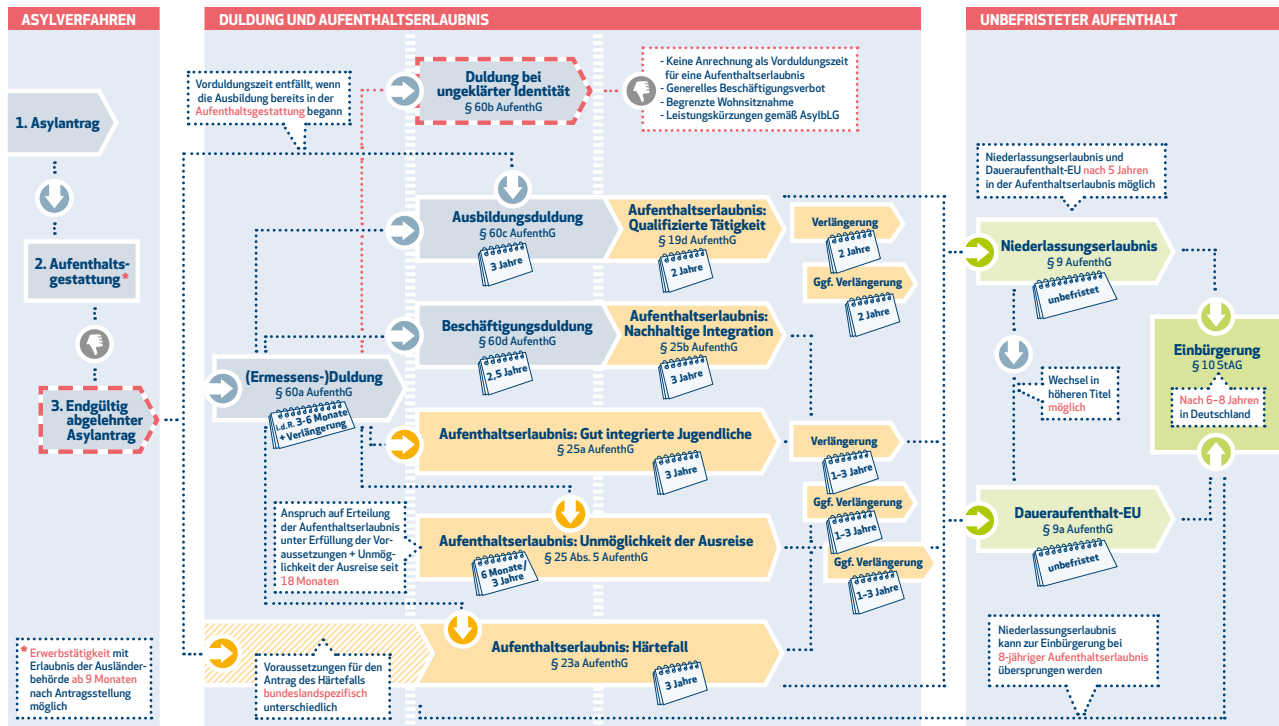 ASYLVERFAHREN
1. Asylantrag
2. Aufenthalts-
gestattung*
3. Endgültig
abgelehnter
Asylantrag
* Erwerbstätigkeit mit
Erlaubnis der Ausländer-
behörde ab 9 Monaten
nach Antragsstellung
möglich
DULDUNG UND AUFENTHALTSERLAUBNIS
Vorduldungszeit entfällt, wenn
die Ausbildung bereits in der
Aufenthaltsgestattung begann
Duldung bei
ungeklärter Identität
§ 60b AufenthG
- Keine Anrechnung als Vorduldungszeit
für eine Aufenthaltserlaubnis
- Generelles Beschäftigungsverbot
- Begrenzte Wohnsitznahme
- Leistungskürzungen gemäß AsylbLG
Ausbildungsduldung
§ 60c AufenthG
3 Jahre
Aufenthaltserlaubnis:
Qualifizierte Tätigkeit
§ 19d AufenthG
2 Jahre
Verlängerung
2 Jahre
Ggf. Verlängerung
2 Jahre
Beschäftigungsduldung
§ 60d AufenthG
2,5 Jahre
Aufenthaltserlaubnis:
Nachhaltige Integration
§ 25b AufenthG
3 Jahre
(Ermessens-)Duldung
§ 60a AufenthG
i.d.R. 3-6 Monate
+ Verlängerung
Aufenthaltserlaubnis: Gut integrierte Jugendliche
§ 25a AufenthG
3 Jahre
Verlängerung
1–3 Jahre
Ggf. Verlängerung
1–3 Jahre
Ggf. Verlängerung
1–3 Jahre
Anspruch auf Erteilung
der Aufenthaltserlaubnis
unter Erfüllung der Vor-
aussetzungen + Unmög-
lichkeit der Ausreise seit
18 Monaten
Aufenthaltserlaubnis: Unmöglichkeit der Ausreise
§ 25 Abs. 5 AufenthG
6 Monate/
3 Jahre
Aufenthaltserlaubnis: Härtefall
§ 23a AufenthG
3 Jahre
Voraussetzungen für den
Antrag des Härtefalls
bundeslandspezifisch
unterschiedlich
UNBEFRISTETER AUFENTHALT
Niederlassungserlaubnis und
Daueraufenthalt-EU nach 5 Jahren
in der Aufenthaltserlaubnis möglich
Niederlassungserlaubnis
§ 9 AufenthG
unbefristet
Wechsel in
höheren Titel
möglich
Einbürgerung
§ 10 StAG
Nach 6–8 Jahren
in Deutschland
Daueraufenthalt-EU
§ 9a AufenthG
unbefristet
Niederlassungserlaubnis
kann zur Einbürgerung bei
8-jähriger Aufenthaltserlaubnis
übersprungen werden